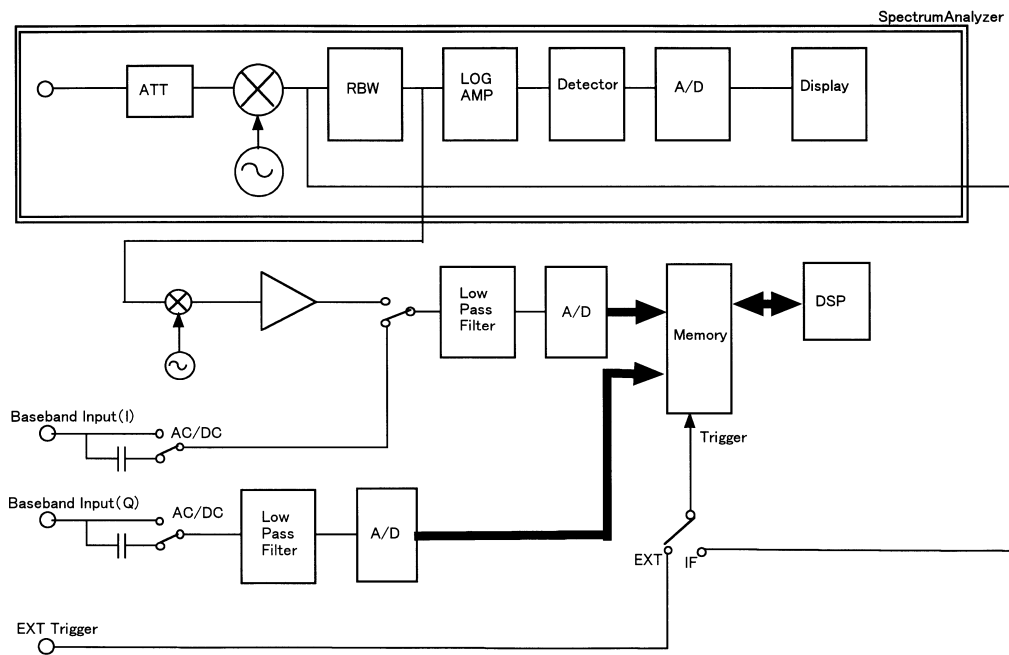 SpectrumAnalyzer
ATT
RBW
LOG
AMP
Detector
A/D
Display
Low
Pass
Filter
A/D
Memory
DSP
Baseband Input(I)
AC/DC
Trigger
Baseband Input(Q)
AC/DC
Low
Pass
Filter
A/D
EXT
IF
EXT Trigger